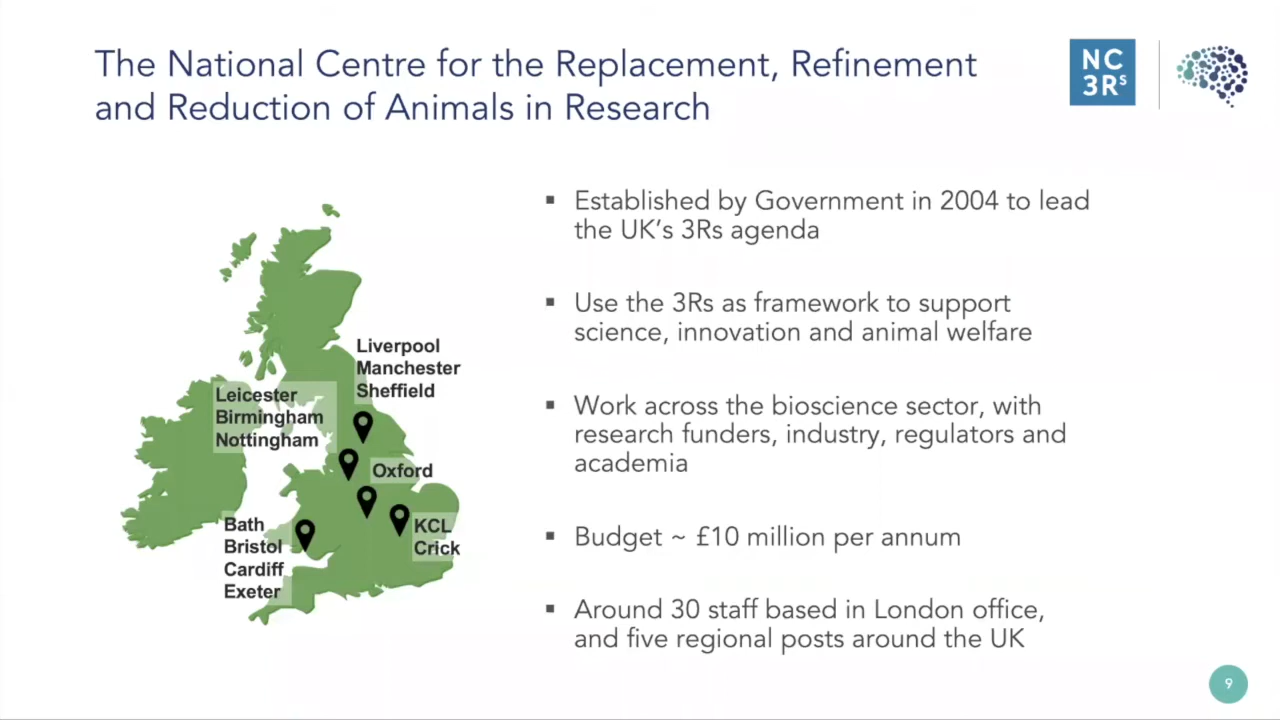 The National Centre for the Replacement, Refinement
and Reduction of Animals in Research
NC
3Rs
Liverpool
Manchester
Sheffield
Leicester
Birmingham
Nottingham
Oxford
Bath
Bristol
Cardiff
Exeter
KCL
Crick
▪ Established by Government in 2004 to lead
the UK’s 3Rs agenda
▪ Use the 3Rs as framework to support
science, innovation and animal welfare
▪ Work across the bioscience sector, with
research funders, industry, regulators and
academia
▪ Budget ~ £10 million per annum
▪ Around 30 staff based in London office,
and five regional posts around the UK
9